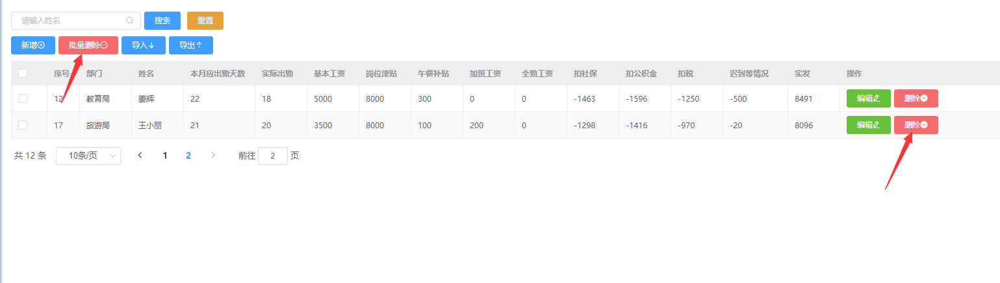 请输入姓名 搜索 重置
新增 批量删除 导入 导出
序号 部门 姓名 本月应出勤天数 实际出勤 基本工资 岗位津贴 午餐补贴 加班工资 全勤工资 扣社保 扣公积金 扣税 迟到等情况 实发 操作
12 教育局 姜辉 22 18 5000 8000 300 0 0 -1463 -1596 -1250 -500 8491 编辑 删除
17 旅游局 王小丽 21 20 3500 8000 100 200 0 -1298 -1416 -970 -20 8096 编辑 删除
共 12 条 10条/页 1 2 前往 2 页